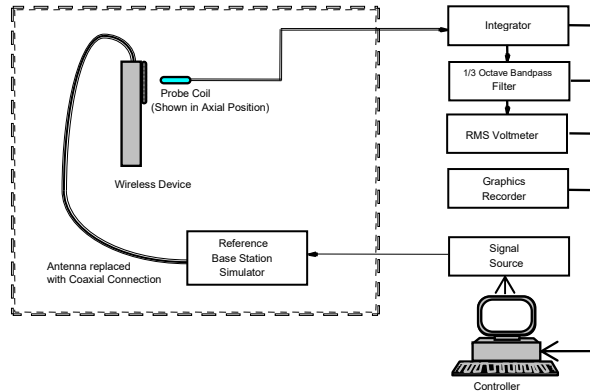 Integrator
1/3 Octave Bandpass
Filter
RMS Voltmeter
Graphics
Recorder
Signal
Source
Controller
Probe Coil
(Shown in Axial Position)
Wireless Device
Reference
Base Station
Simulator
Antenna replaced
with Coaxial Connection